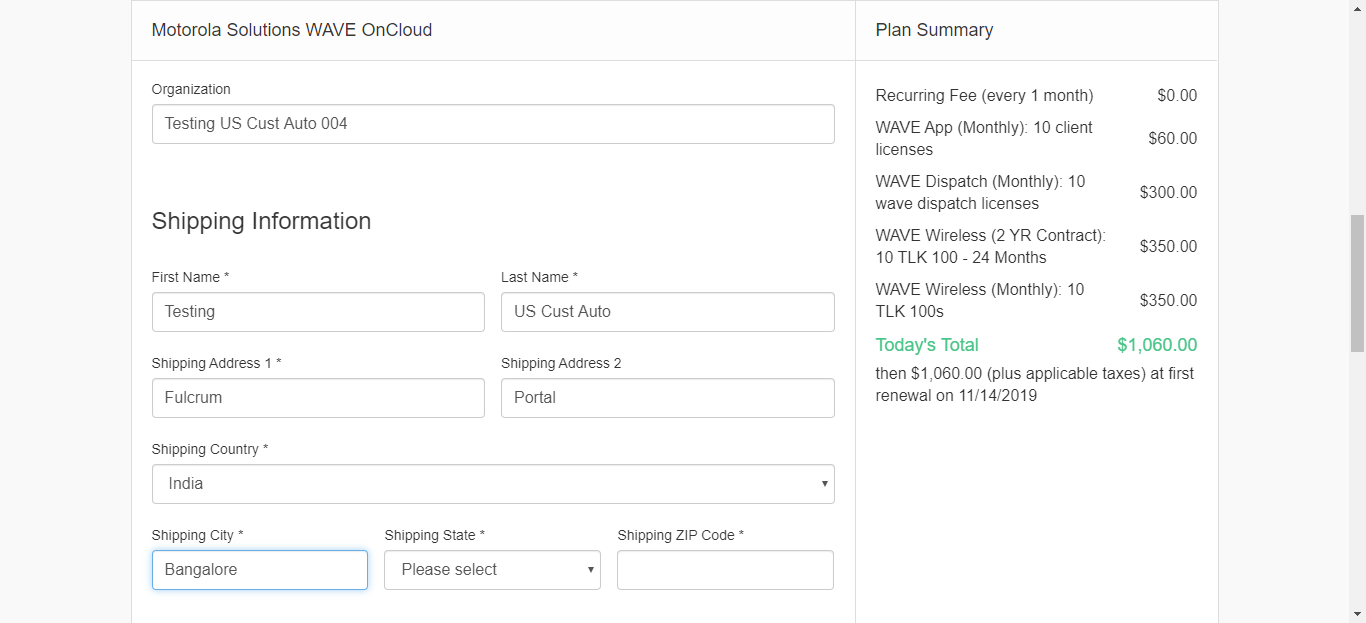 Motorola Solutions WAVE OnCloud
Organization
Testing US Cust Auto 004
Shipping Information
First Name *
Last Name *
Testing
US Cust Auto
Shipping Address 1 *
Shipping Address 2
Fulcrum
Portal
Shipping Country *
India
Shipping City *
Shipping State *
Shipping ZIP Code *
Bangalore
Please select
Plan Summary
Recurring Fee (every 1 month)
$0.00
WAVE App (Monthly): 10 client
licenses
$60.00
WAVE Dispatch (Monthly): 10
wave dispatch licenses
$300.00
WAVE Wireless (2 YR Contract):
10 TLK 100 - 24 Months
$350.00
WAVE Wireless (Monthly): 10
TLK 100s
$350.00
Today's Total
$1,060.00
then $1,060.00 (plus applicable taxes) at first
renewal on 11/14/2019